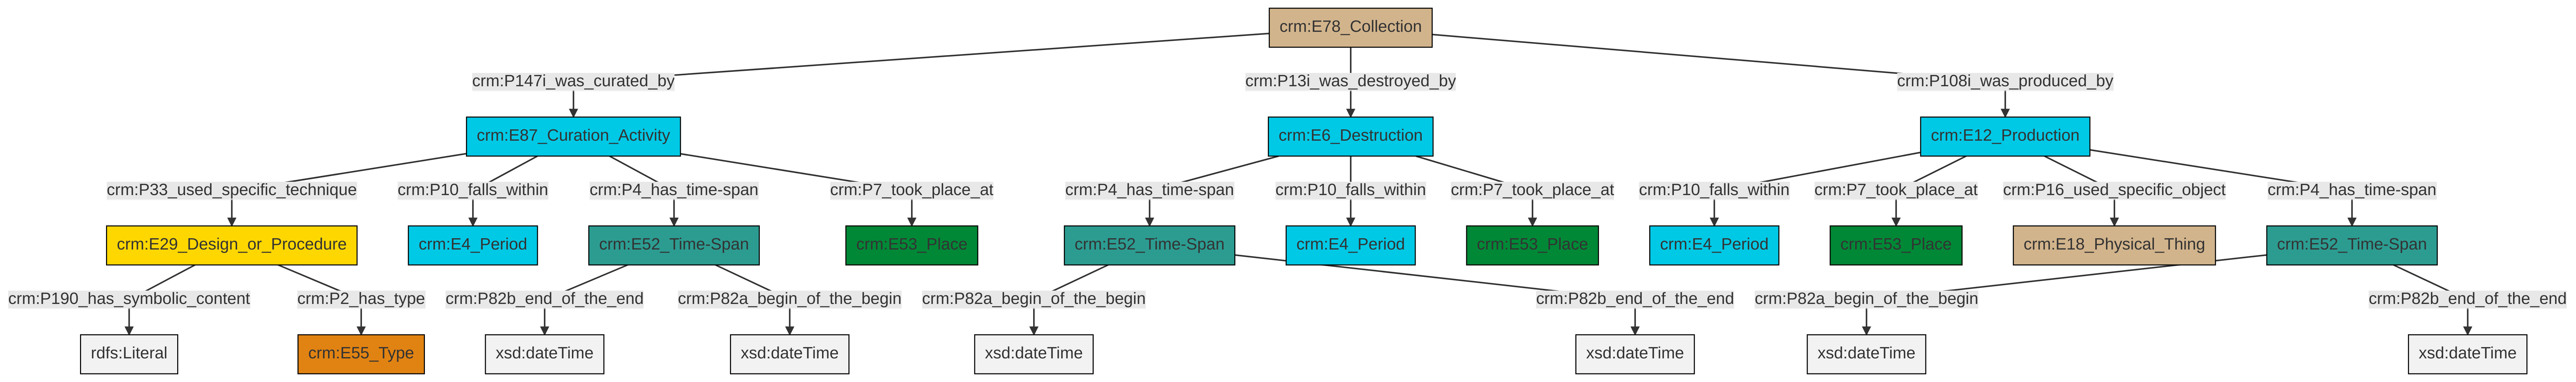 crm:E78_Collection
crm:P147i_was_curated_by
crm:P13i_was_destroyed_by
crm:P108i_was_produced_by
crm:E87_Curation_Activity
crm:E6_Destruction
crm:E12_Production
crm:P33_used_specific_technique
crm:P10_falls_within
crm:P4_has_time-span
crm:P7_took_place_at
crm:P4_has_time-span
crm:P10_falls_within
crm:P7_took_place_at
crm:P10_falls_within
crm:P7_took_place_at
crm:P16_used_specific_object
crm:P4_has_time-span
crm:E29_Design_or_Procedure
crm:E4_Period
crm:E52_Time-Span
crm:E53_Place
crm:E52_Time-Span
crm:E4_Period
crm:E53_Place
crm:E4_Period
crm:E53_Place
crm:E18_Physical_Thing
crm:E52_Time-Span
crm:P190_has_symbolic_content
crm:P2_has_type
crm:P82b_end_of_the_end
crm:P82a_begin_of_the_begin
crm:P82a_begin_of_the_begin
crm:P82b_end_of_the_end
crm:P82a_begin_of_the_begin
crm:P82b_end_of_the_end
rdfs:Literal
crm:E55_Type
xsd:dateTime
xsd:dateTime
xsd:dateTime
xsd:dateTime
xsd:dateTime
xsd:dateTime